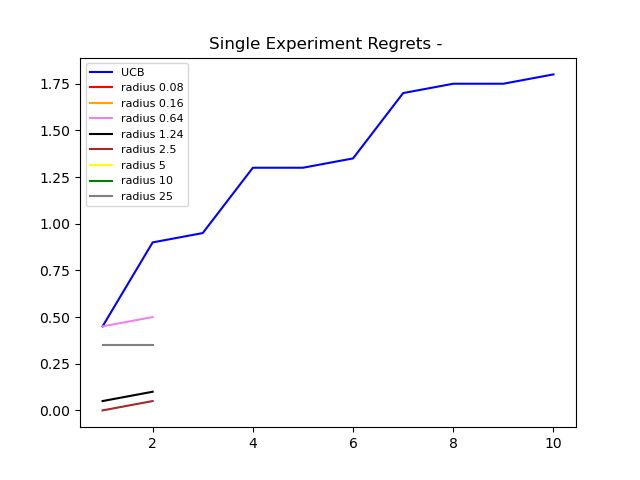 Single Experiment Regrets -
UCB
radius 0.08
radius 0.16
radius 0.64
radius 1.24
radius 2.5
radius 5
radius 10
radius 25
1.75
1.50
1.25
1.00
0.75
0.50
0.25
0.00
2 4 6 8 10